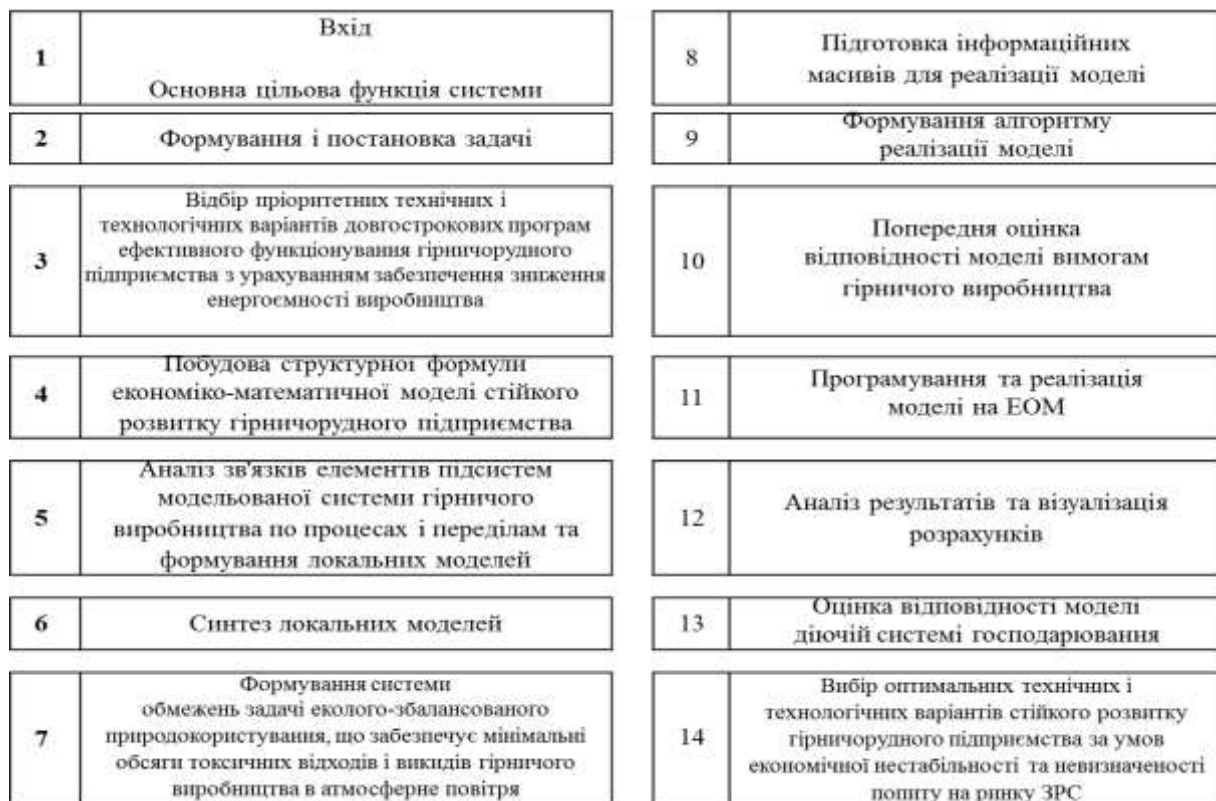 1
Вхід
Основна цільова функція системи
2
Формування і постановка задачі
3
Відбір пріоритетних технічних і
технологічних варіантів довгострокових програм
ефективного функціонування гірничорудного
підприємства з урахуванням забезпечення зниження
енергоємності виробництва
4
Побудова структурної формули
економіко-математичної моделі стійкого
розвитку гірничорудного підприємства
5
Аналіз зв'язків елементів підсистем
модельованої системи гірничого
виробництва по процесах і переділам та
формування локальних моделей
6
Синтез локальних моделей
7
Формування системи
обмежень задачі еколого-збалансованого
природокористування, що забезпечує мінімальні
обсяги токсичних відходів і викидів гірничого
виробництва в атмосферне повітря
8
Підготовка інформаційних
масивів для реалізації моделі
9
Формування алгоритму
реалізації моделі
10
Попередня оцінка
відповідності моделі вимогам
гірничого виробництва
11
Програмування та реалізація
моделі на ЕОМ
12
Аналіз результатів та візуалізація
розрахунків
13
Оцінка відповідності моделі
діючій системі господарювання
14
Вибір оптимальних технічних і
технологічних варіантів стійкого розвитку
гірничорудного підприємства за умов
економічної нестабільності та невизначеності
попиту на ринку ЗРС